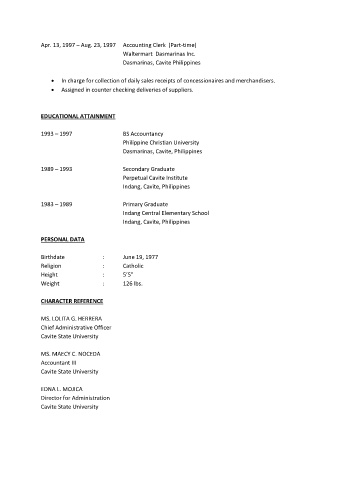 Apr. 13, 1997 – Aug. 23, 1997 Accounting Clerk (Part-time)
Waltermart Dasmarinas Inc.
Dasmarinas, Cavite Philippines
• In charge for collection of daily sales receipts of concessionaires and merchandisers.
• Assigned in counter checking deliveries of suppliers.
EDUCATIONAL ATTAINMENT
1993 – 1997 BS Accountancy
Philippine Christian University
Dasmarinas, Cavite, Philippines
1989 – 1993 Secondary Graduate
Perpetual Cavite Institute
Indang, Cavite, Philippines
1983 – 1989 Primary Graduate
Indang Central Elementary School
Indang, Cavite, Philippines
PERSONAL DATA
Birthdate : June 19, 1977
Religion : Catholic
Height : 5'5"
Weight : 126 lbs.
CHARACTER REFERENCE
MS. LOLITA G. HERRERA
Chief Administrative Officer
Cavite State University
MS. MAECY C. NOCEDA
Accountant III
Cavite State University
EDNA L. MOJICA
Director for Administration
Cavite State University